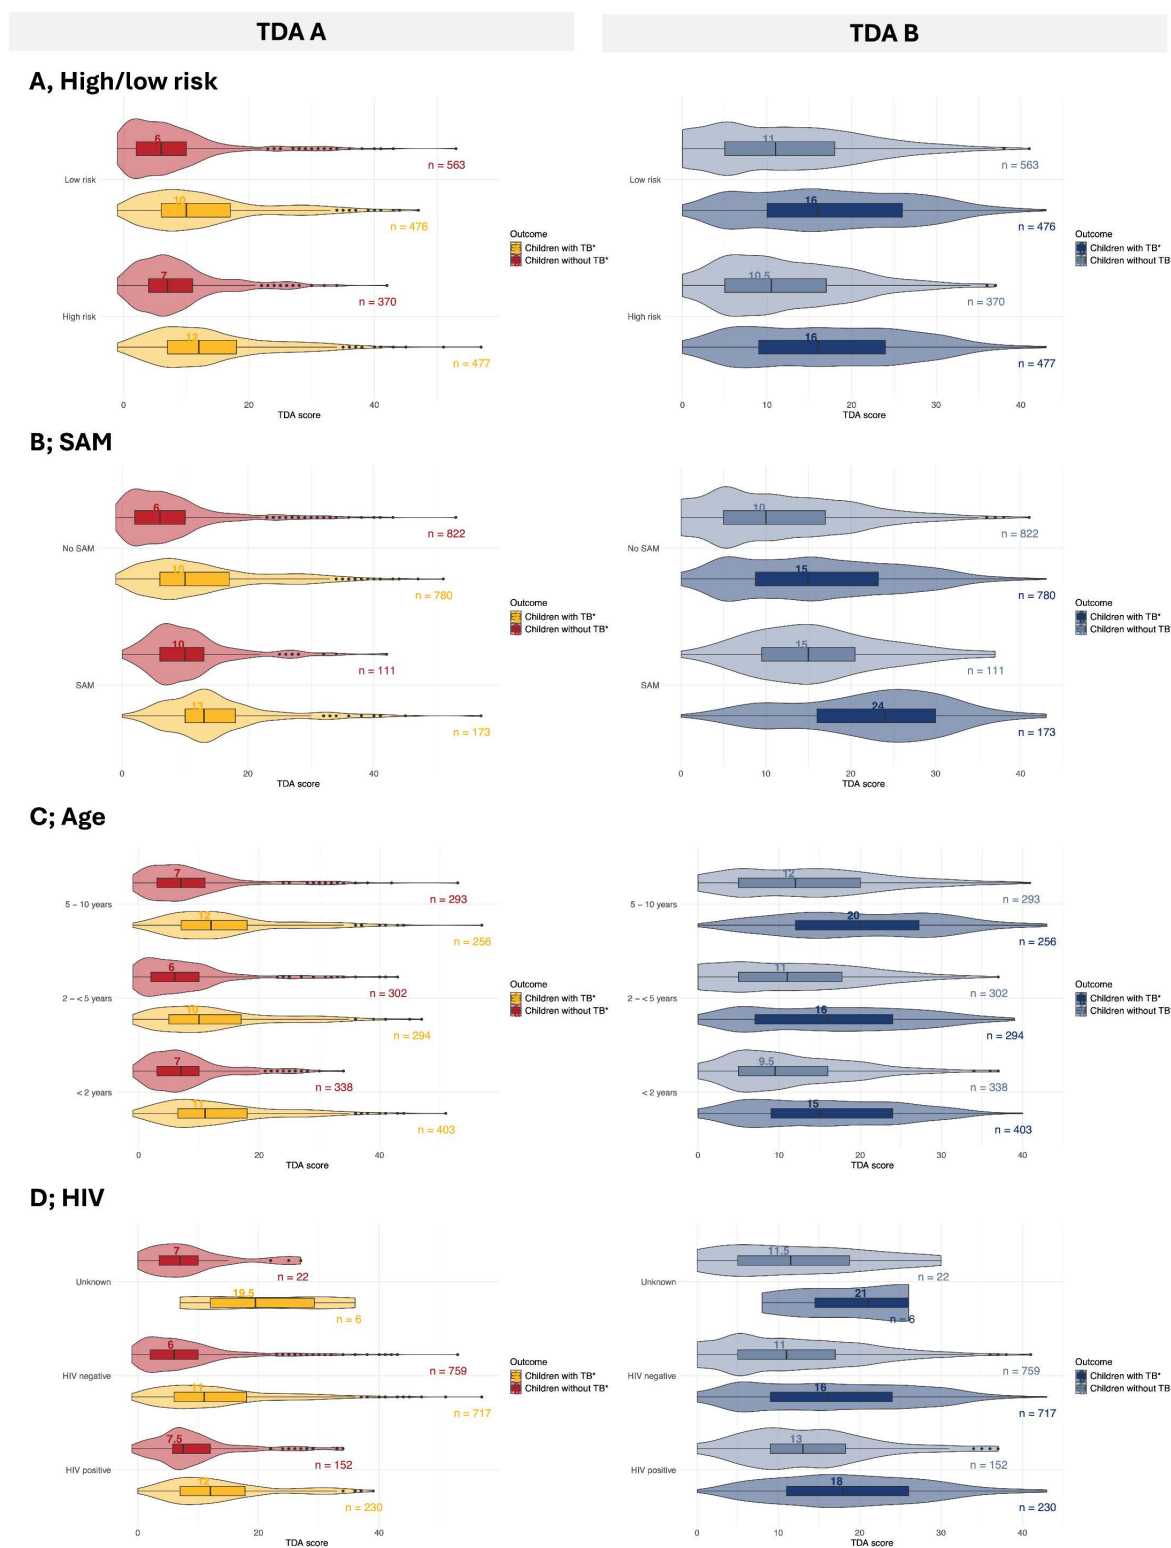 TDA A
TDA B
A, High/low risk
6
n = 563
Low risk
10
n = 476
7
n = 370
High risk
12
n = 477
0 20 40
TDA score
Outcome
Children with TB*
Children without TB*
11
n = 563
Low risk
16
n = 476
10.5
n = 370
High risk
16
n = 477
0 10 20 30 40
TDA score
Outcome
Children with TB*
Children without TB
B; SAM
6
n = 822
No SAM
10
n = 780
10
n = 111
SAM
13
n = 173
0 20 40
TDA score
Outcome
Children with TB*
Children without TB*
10
n = 822
No SAM
15
n = 780
15
n = 111
SAM
24
n = 173
0 10 20 30 40
TDA score
Outcome
Children with TB*
Children without TB
C; Age
7
n = 293
5 – 10 years
12
n = 256
6
n = 302
2 – < 5 years
10
n = 294
7
n = 338
< 2 years
11
n = 403
0 20 40
TDA score
Outcome
Children with TB*
Children without TB*
12
n = 293
5 – 10 years
20
n = 256
11
n = 302
2 – < 5 years
16
n = 294
9.5
n = 338
< 2 years
15
n = 403
0 10 20 30 40
TDA score
Outcome
Children with TB*
Children without TB
D; HIV
7
n = 22
Unknown
19.5
n = 6
6
n = 759
HIV negative
11
n = 717
7.5
n = 152
HIV positive
12
n = 230
0 20 40
TDA score
Outcome
Children with TB*
Children without TB*
11.5
n = 22
Unknown
21
n = 6
11
n = 759
HIV negative
16
n = 717
13
n = 152
HIV positive
18
n = 230
0 10 20 30 40
TDA score
Outcome
Children with TB*
Children without TB